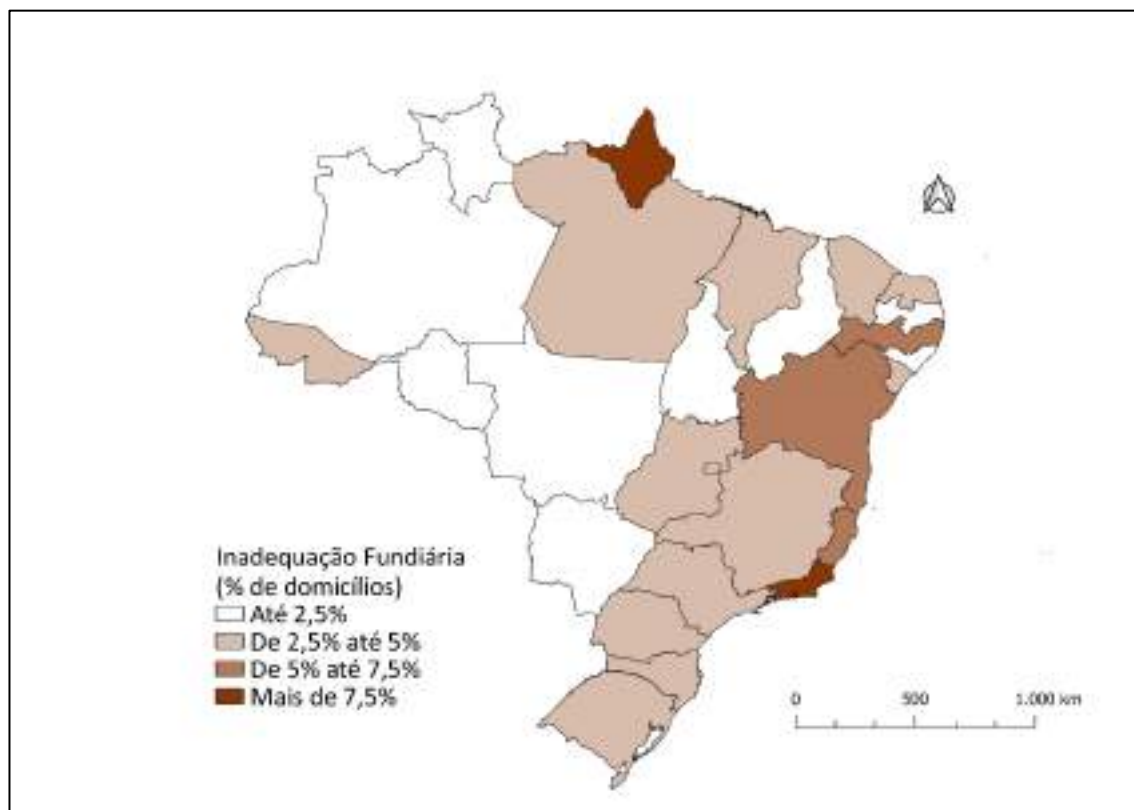 Inadequação Fundiária
(% de domicílios)
Até 2,5%
De 2,5% até 5%
De 5% até 7,5%
Mais de 7,5%
0 500 1.000 km